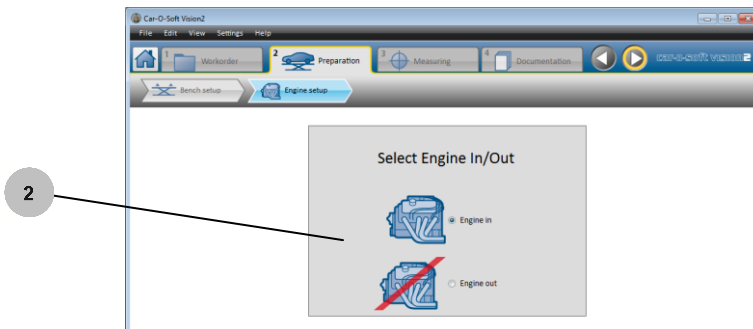 Car-O-Soft Vision2
File Edit View Settings Help
1 Workorder 2 Preparation 3 Measuring 4 Documentation car-o-soft vision2
Bench setup Engine setup
Select Engine In/Out
2
Engine in
Engine out